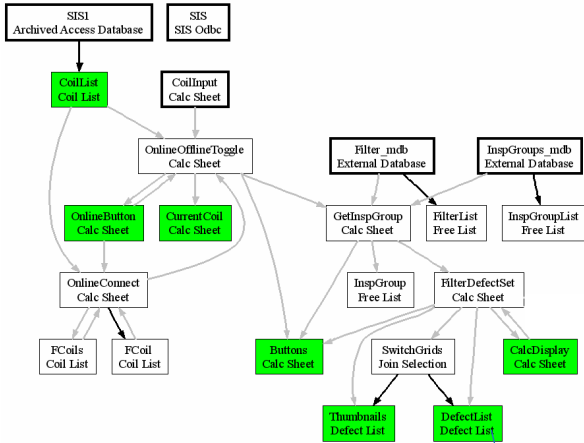 SIS1
Archived Access Database
SIS
SIS Odbc
CoilList
Coil List
CoilInput
Calc Sheet
OnlineOfflineToggle
Calc Sheet
Filter_mdb
External Database
InspGroups_mdb
External Database
OnlineButton
Calc Sheet
CurrentCoil
Calc Sheet
GetInspGroup
Calc Sheet
FilterList
Free List
InspGroupList
Free List
OnlineConnect
Calc Sheet
InspGroup
Free List
FilterDefectSet
Calc Sheet
FCoils
Coil List
FCoil
Coil List
Buttons
Calc Sheet
SwitchGrids
Join Selection
CalcDisplay
Calc Sheet
Thumbnails
Defect List
DefectList
Defect List